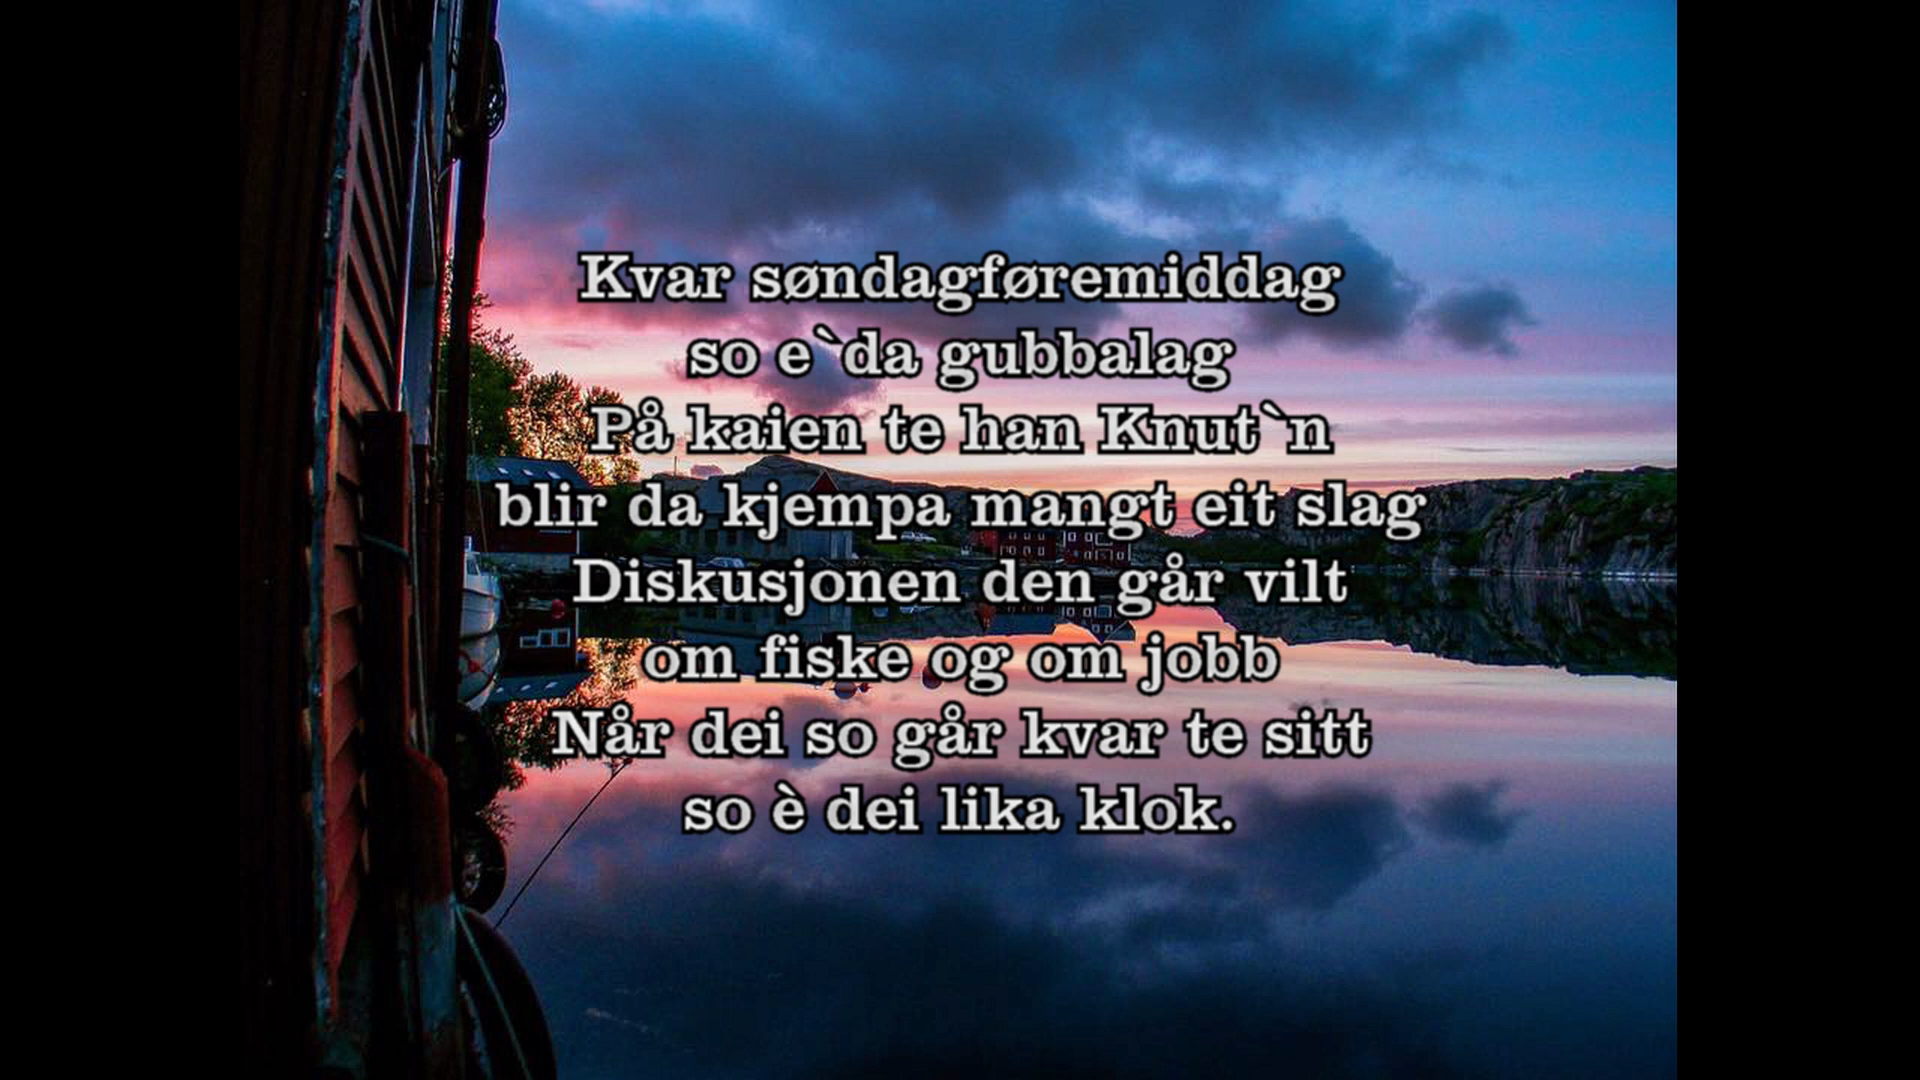 Kvar søndagføremiddag
so e`da gubbalag
På kaien te han Knut`n
blir da kjempa mangt eit slag
Diskusjonen den går vilt
om fiske og om jobb
Når dei so går kvar te sitt
so è dei lika klok.